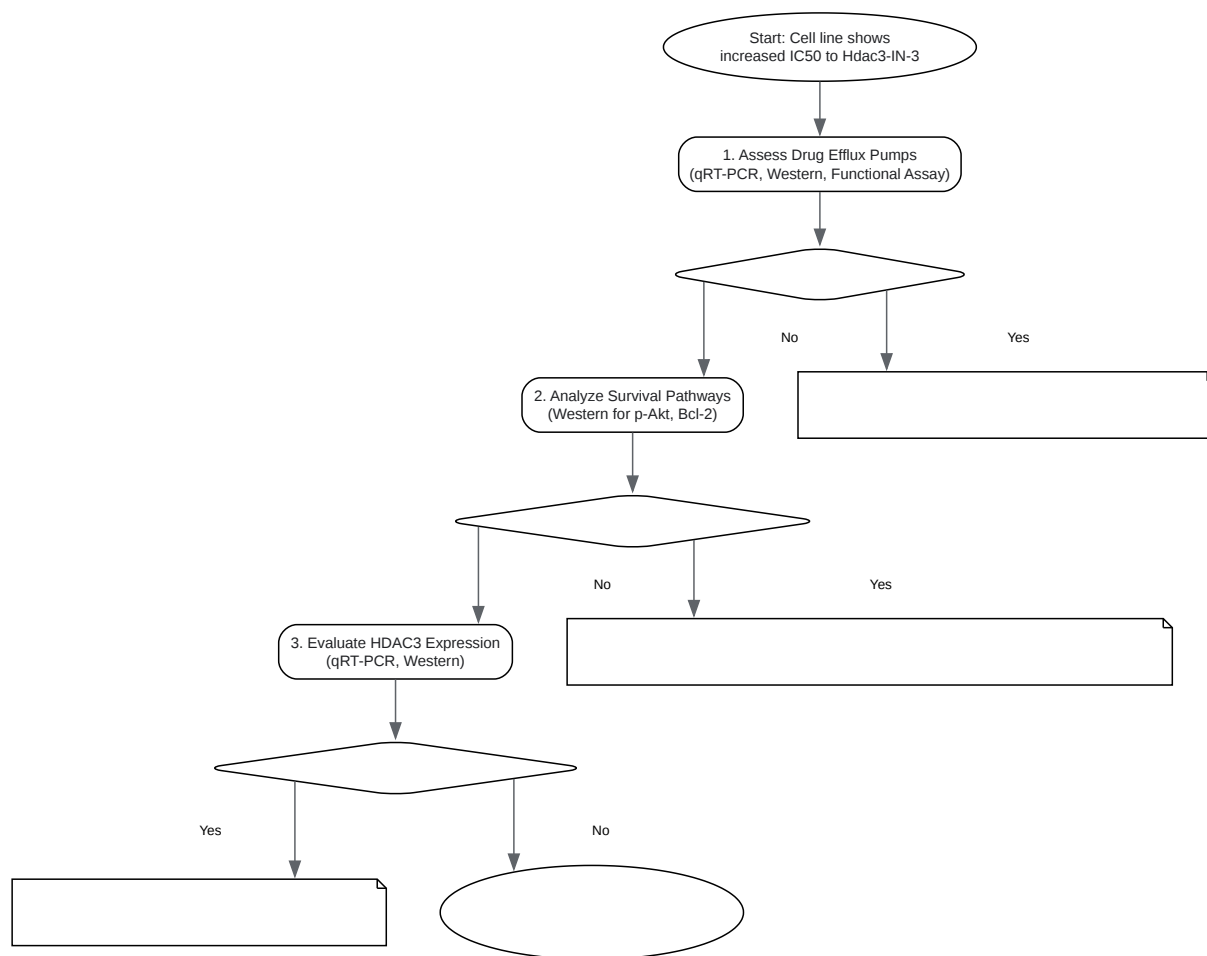 Start: Cell line shows
increased IC50 to Hdac3-IN-3
1. Assess Drug Efflux Pumps
(qRT-PCR, Western, Functional Assay)
No
Yes
2. Analyze Survival Pathways
(Western for p-Akt, Bcl-2)
No
Yes
3. Evaluate HDAC3 Expression
(qRT-PCR, Western)
Yes
No